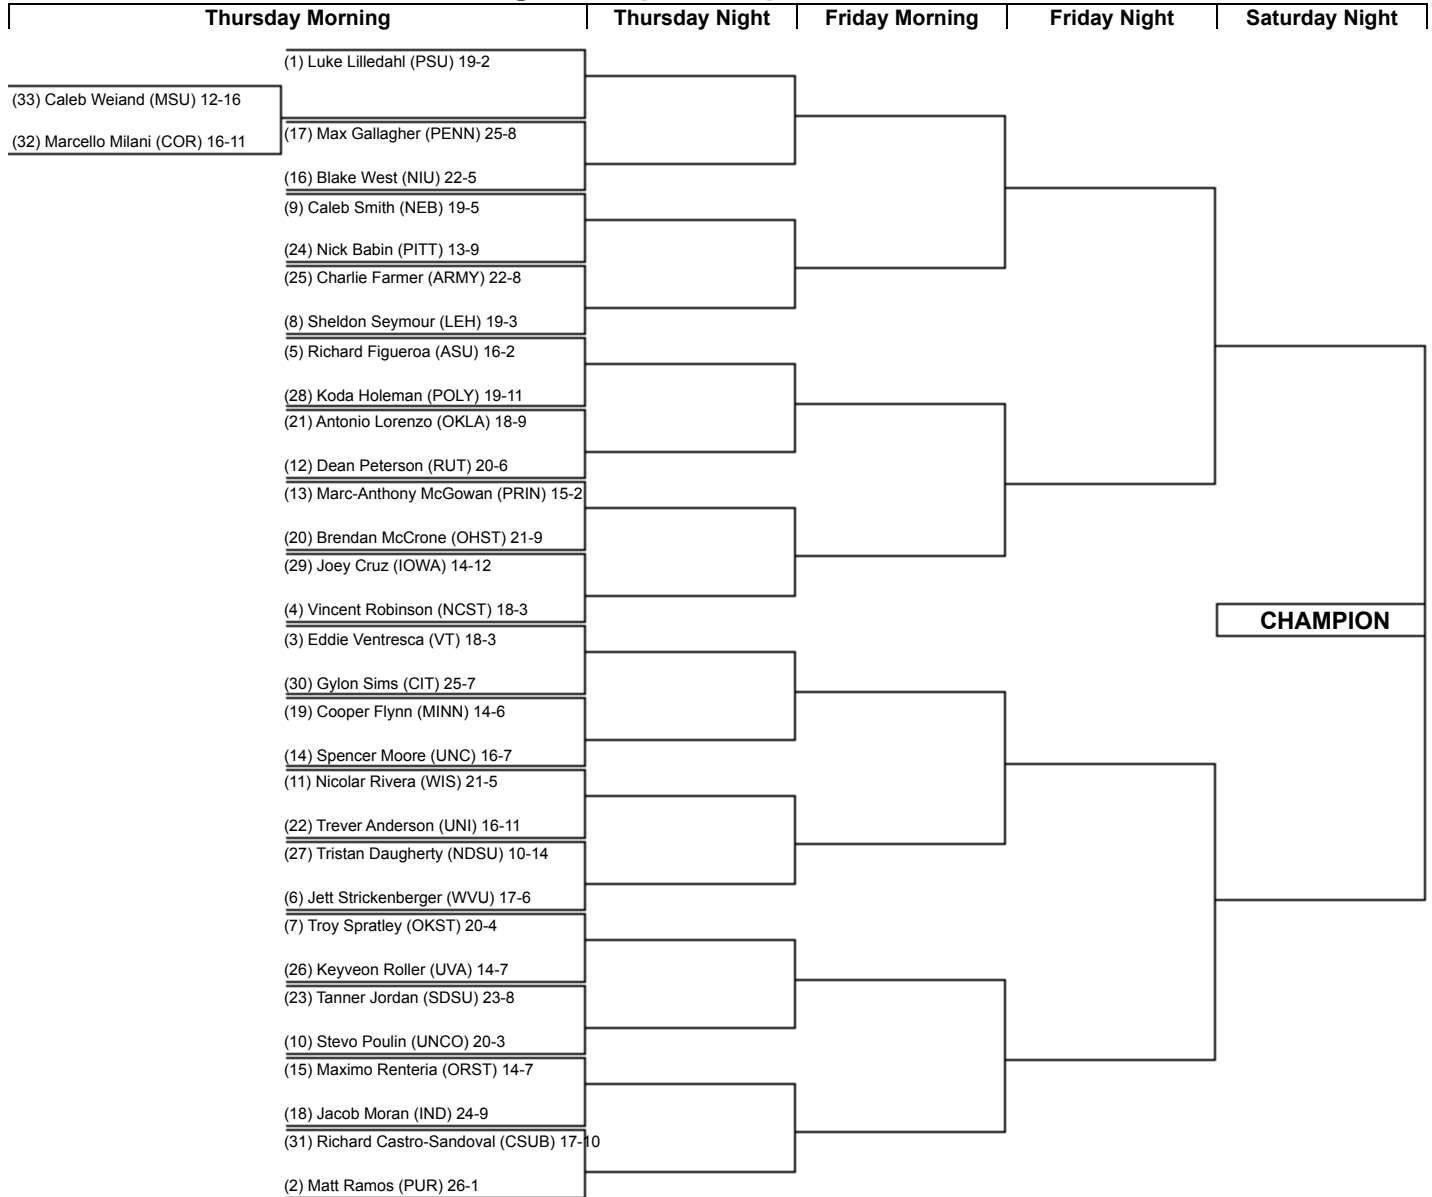 Thursday Morning
Thursday Night
Friday Morning
Friday Night
Saturday Night
(33) Caleb Weiand (MSU) 12-16
(32) Marcello Milani (COR) 16-11
(1) Luke Lilledahl (PSU) 19-2
(17) Max Gallagher (PENN) 25-8
(16) Blake West (NIU) 22-5
(9) Caleb Smith (NEB) 19-5
(24) Nick Babin (PITT) 13-9
(25) Charlie Farmer (ARMY) 22-8
(8) Sheldon Seymour (LEH) 19-3
(5) Richard Figueroa (ASU) 16-2
(28) Koda Holeman (POLY) 19-11
(21) Antonio Lorenzo (OKLA) 18-9
(12) Dean Peterson (RUT) 20-6
(13) Marc-Anthony McGowan (PRIN) 15-2
(20) Brendan McCrone (OHST) 21-9
(29) Joey Cruz (IOWA) 14-12
(4) Vincent Robinson (NCST) 18-3
(3) Eddie Ventresca (VT) 18-3
(30) Gylon Sims (CIT) 25-7
(19) Cooper Flynn (MINN) 14-6
(14) Spencer Moore (UNC) 16-7
(11) Nicolar Rivera (WIS) 21-5
(22) Trever Anderson (UNI) 16-11
(27) Tristan Daugherty (NDSU) 10-14
(6) Jett Strickenberger (WVU) 17-6
(7) Troy Spratley (OKST) 20-4
(26) Keyveon Roller (UVA) 14-7
(23) Tanner Jordan (SDSU) 23-8
(10) Stevo Poulin (UNCO) 20-3
(15) Maximo Renteria (ORST) 14-7
(18) Jacob Moran (IND) 24-9
(31) Richard Castro-Sandoval (CSUB) 17-10
(2) Matt Ramos (PUR) 26-1
CHAMPION